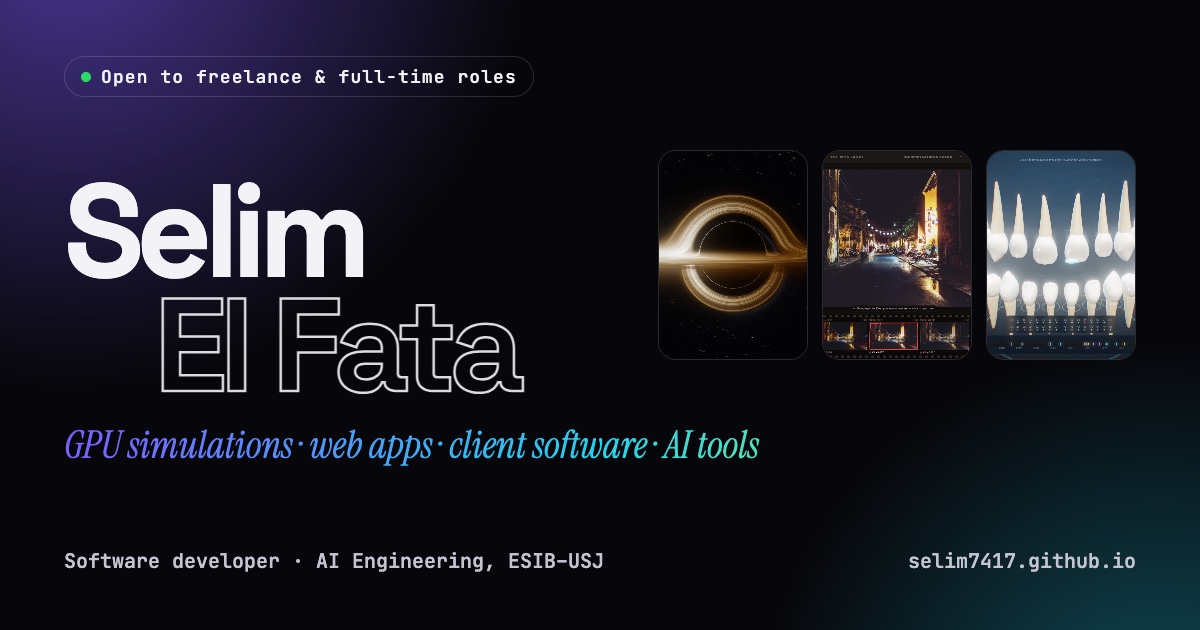 Open to freelance & full-time roles
Selim
El Fata
GPU simulations · web apps · client software · AI tools
Software developer · AI Engineering, ESIB-USJ
selim7417.github.io